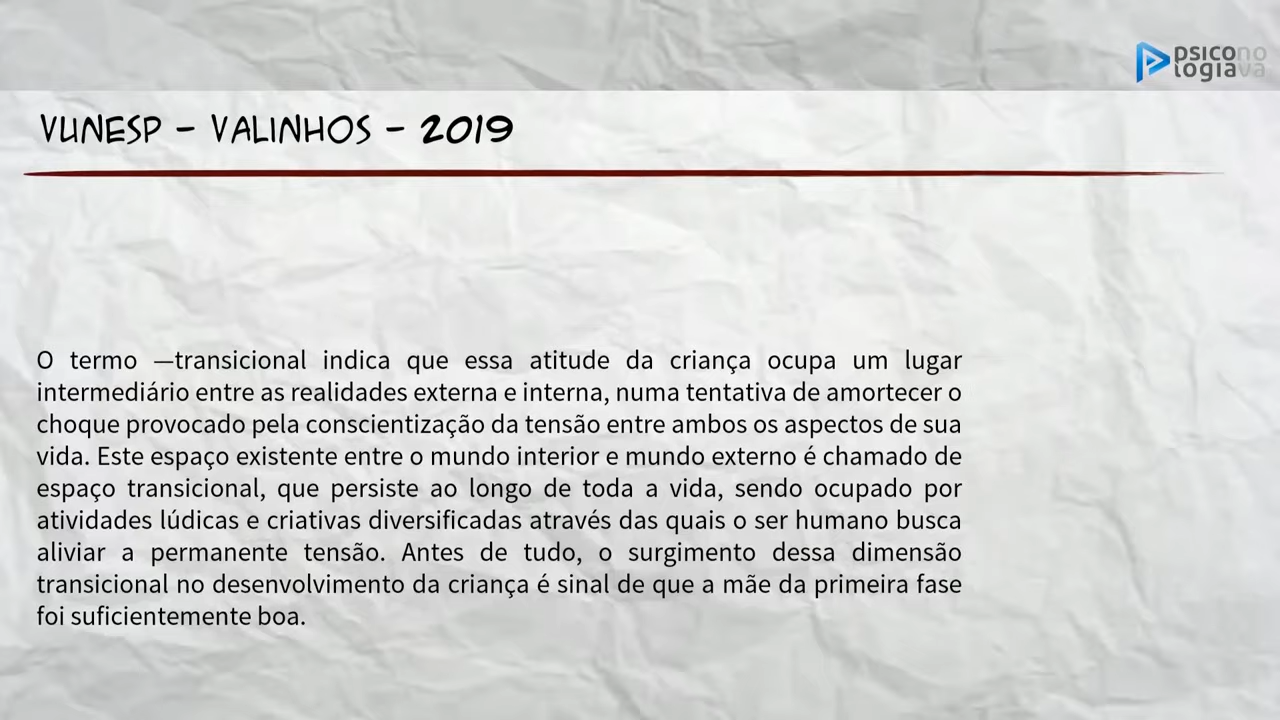 psicono
logiava
VUNESP - VALINHOS - 2019
O termo —transicional indica que essa atitude da criança ocupa um lugar
intermediário entre as realidades externa e interna, numa tentativa de amortecer o
choque provocado pela conscientização da tensão entre ambos os aspectos de sua
vida. Este espaço existente entre o mundo interior e mundo externo é chamado de
espaço transicional, que persiste ao longo de toda a vida, sendo ocupado por
atividades lúdicas e criativas diversificadas através das quais o ser humano busca
aliviar a permanente tensão. Antes de tudo, o surgimento dessa dimensão
transicional no desenvolvimento da criança é sinal de que a mãe da primeira fase
foi suficientemente boa.